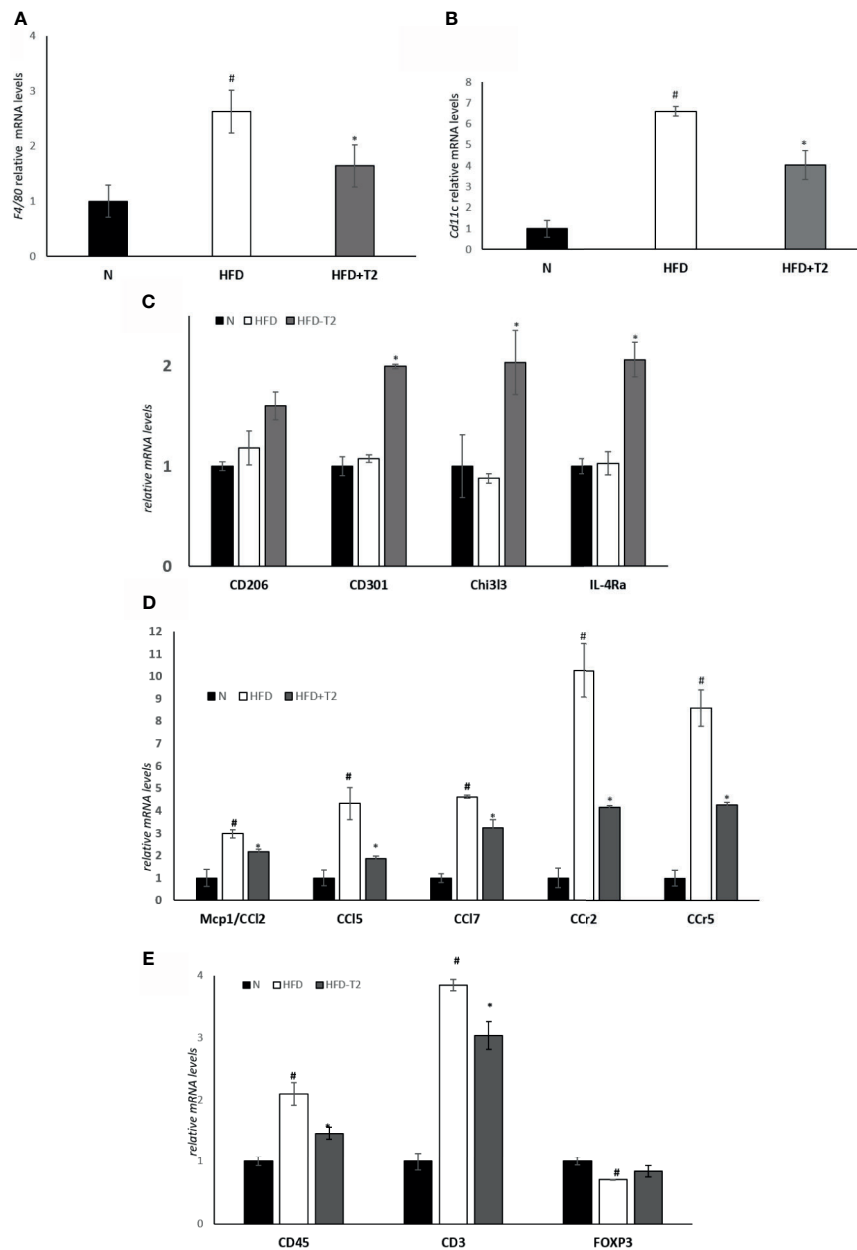 A
F4/80 relative mRNA levels
4
3
2
1
0
#
*
N HFD HFD+T2
B
Cd11c relative mRNA levels
8
7
6
5
4
3
2
1
0
#
*
N HFD HFD+T2
C
N HFD HFD-T2
relative mRNA levels
2
1
0
* * *
CD206 CD301 Chi3l3 IL-4Ra
D
N HFD HFD+T2
relative mRNA levels
12
11
10
9
8
7
6
5
4
3
2
1
0
# * # * # * # * # *
Mcp1/CCl2 CCl5 CCl7 CCr2 CCr5
E
N HFD HFD-T2
relative mRNA levels
4
3
2
1
0
# * # * #
CD45 CD3 FOXP3